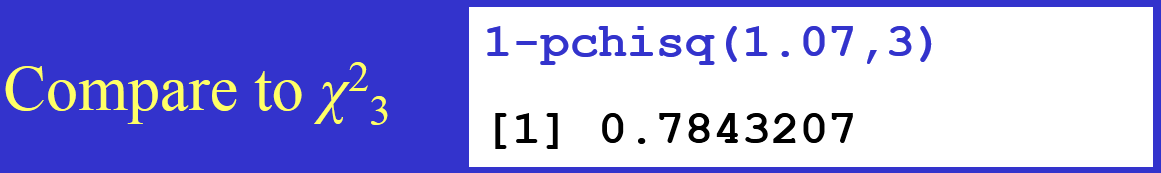 Compare to χ²₃
1-pchisq(1.07,3)
[1] 0.7843207